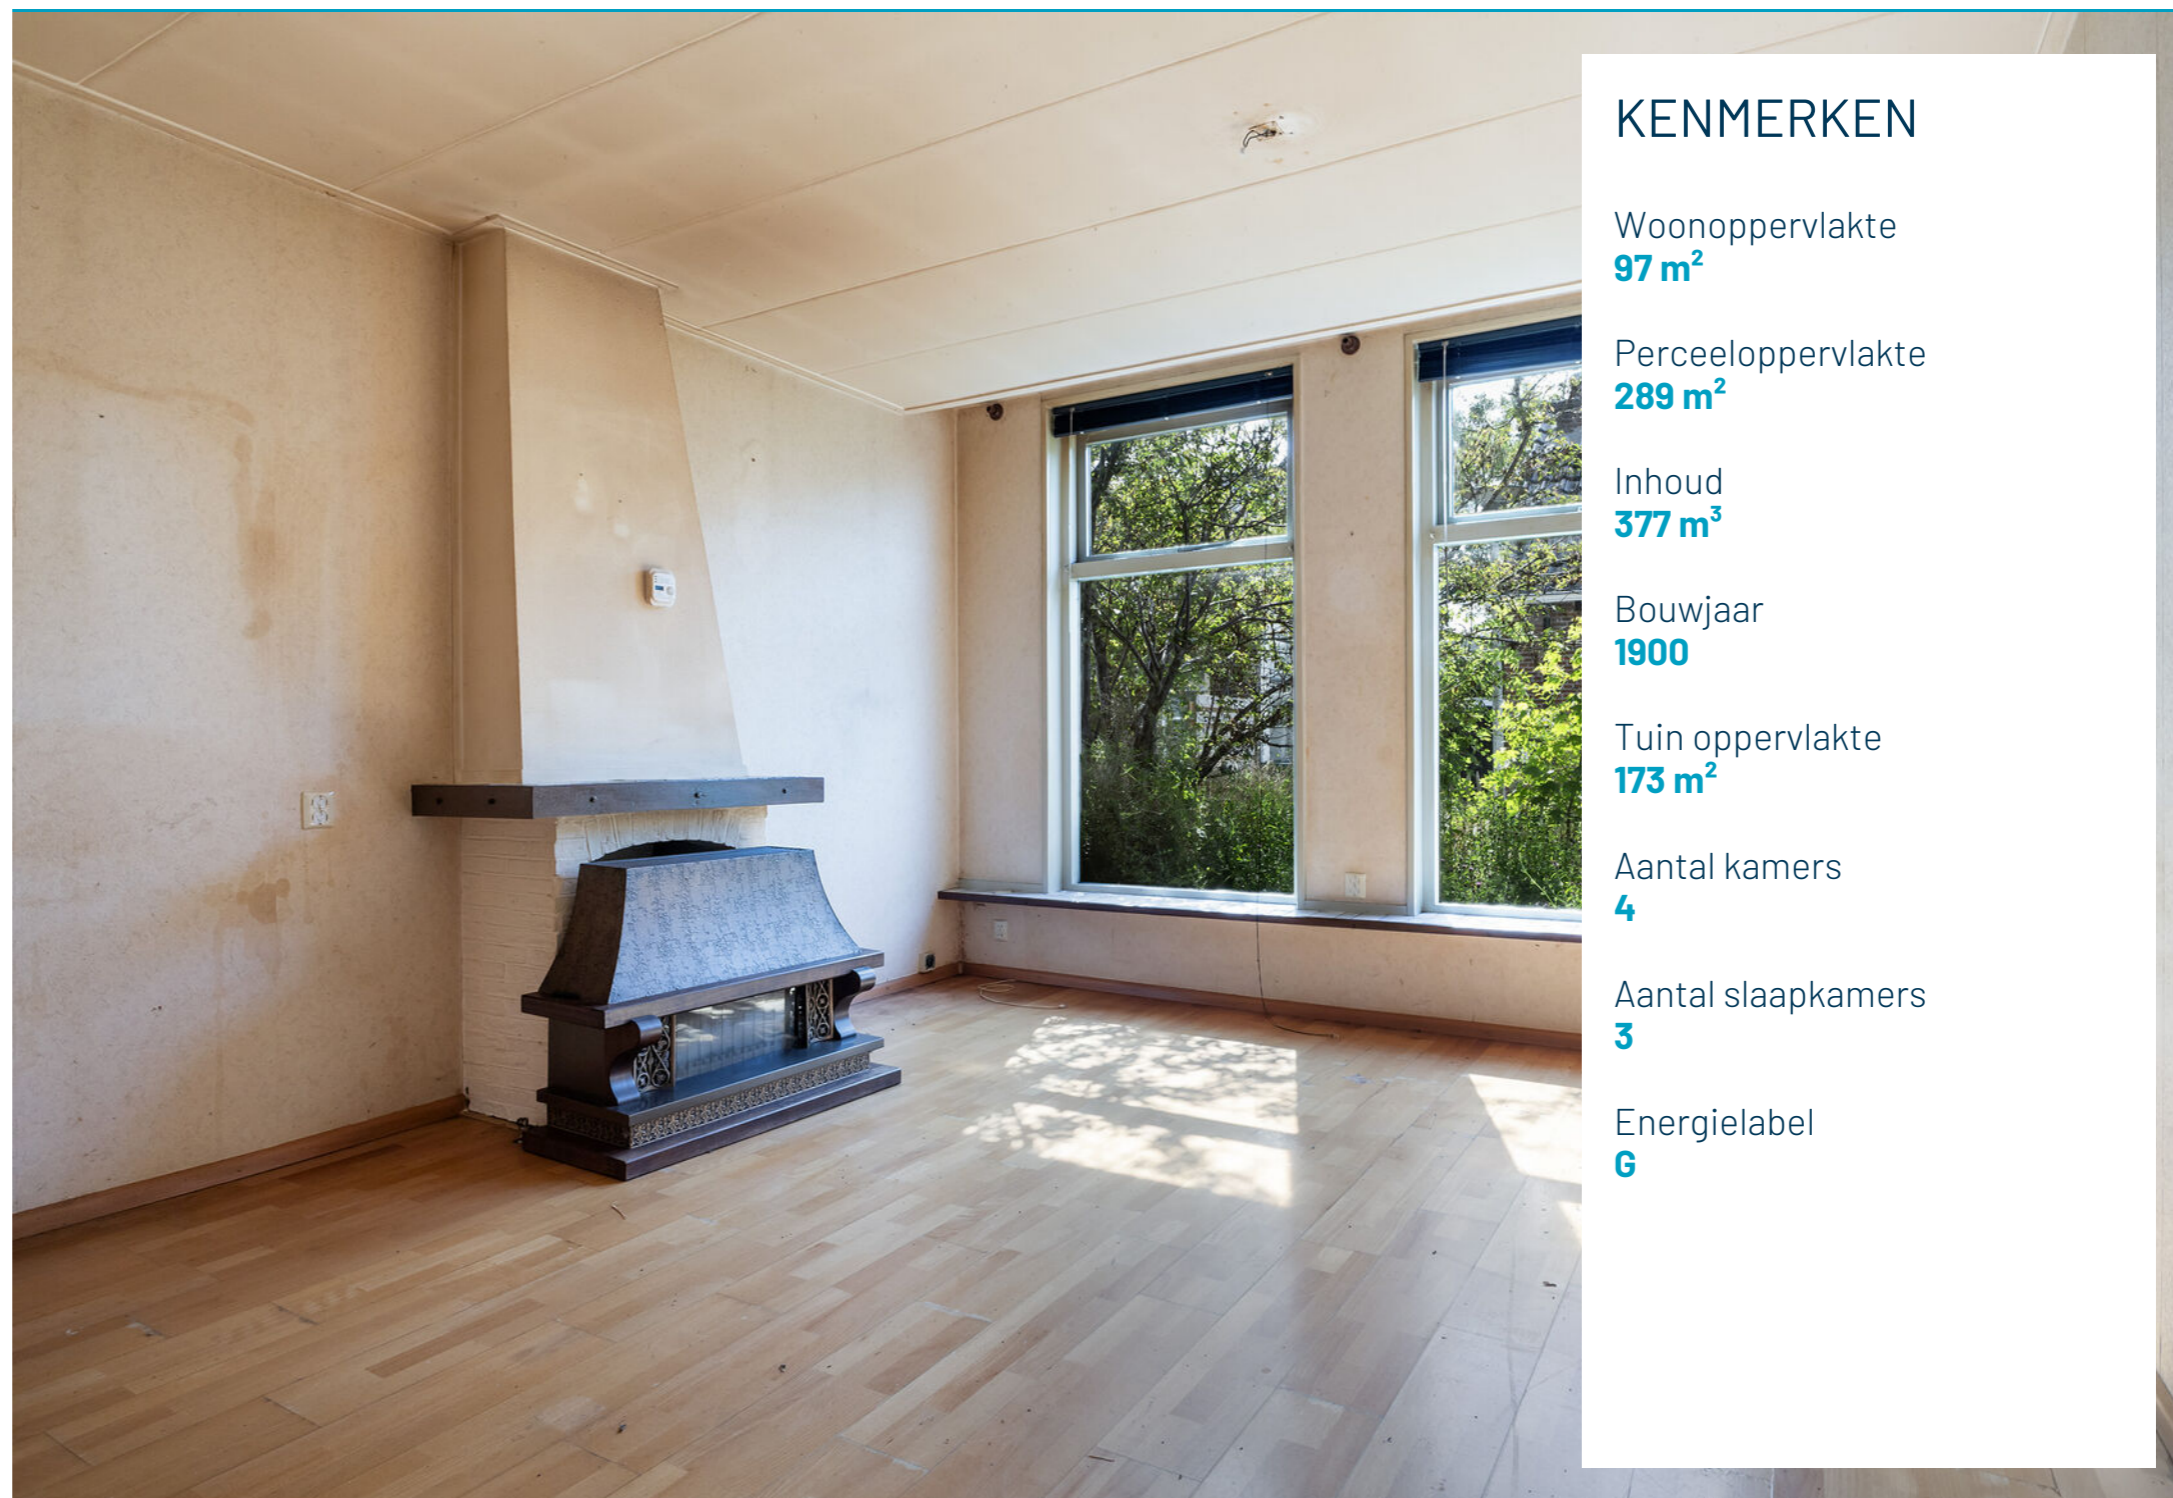 KENMERKEN
Woonoppervlakte
97 m²
Perceeloppervlakte
289 m²
Inhoud
377 m³
Bouwjaar
1900
Tuin oppervlakte
173 m²
Aantal kamers
4
Aantal slaapkamers
3
Energielabel
G